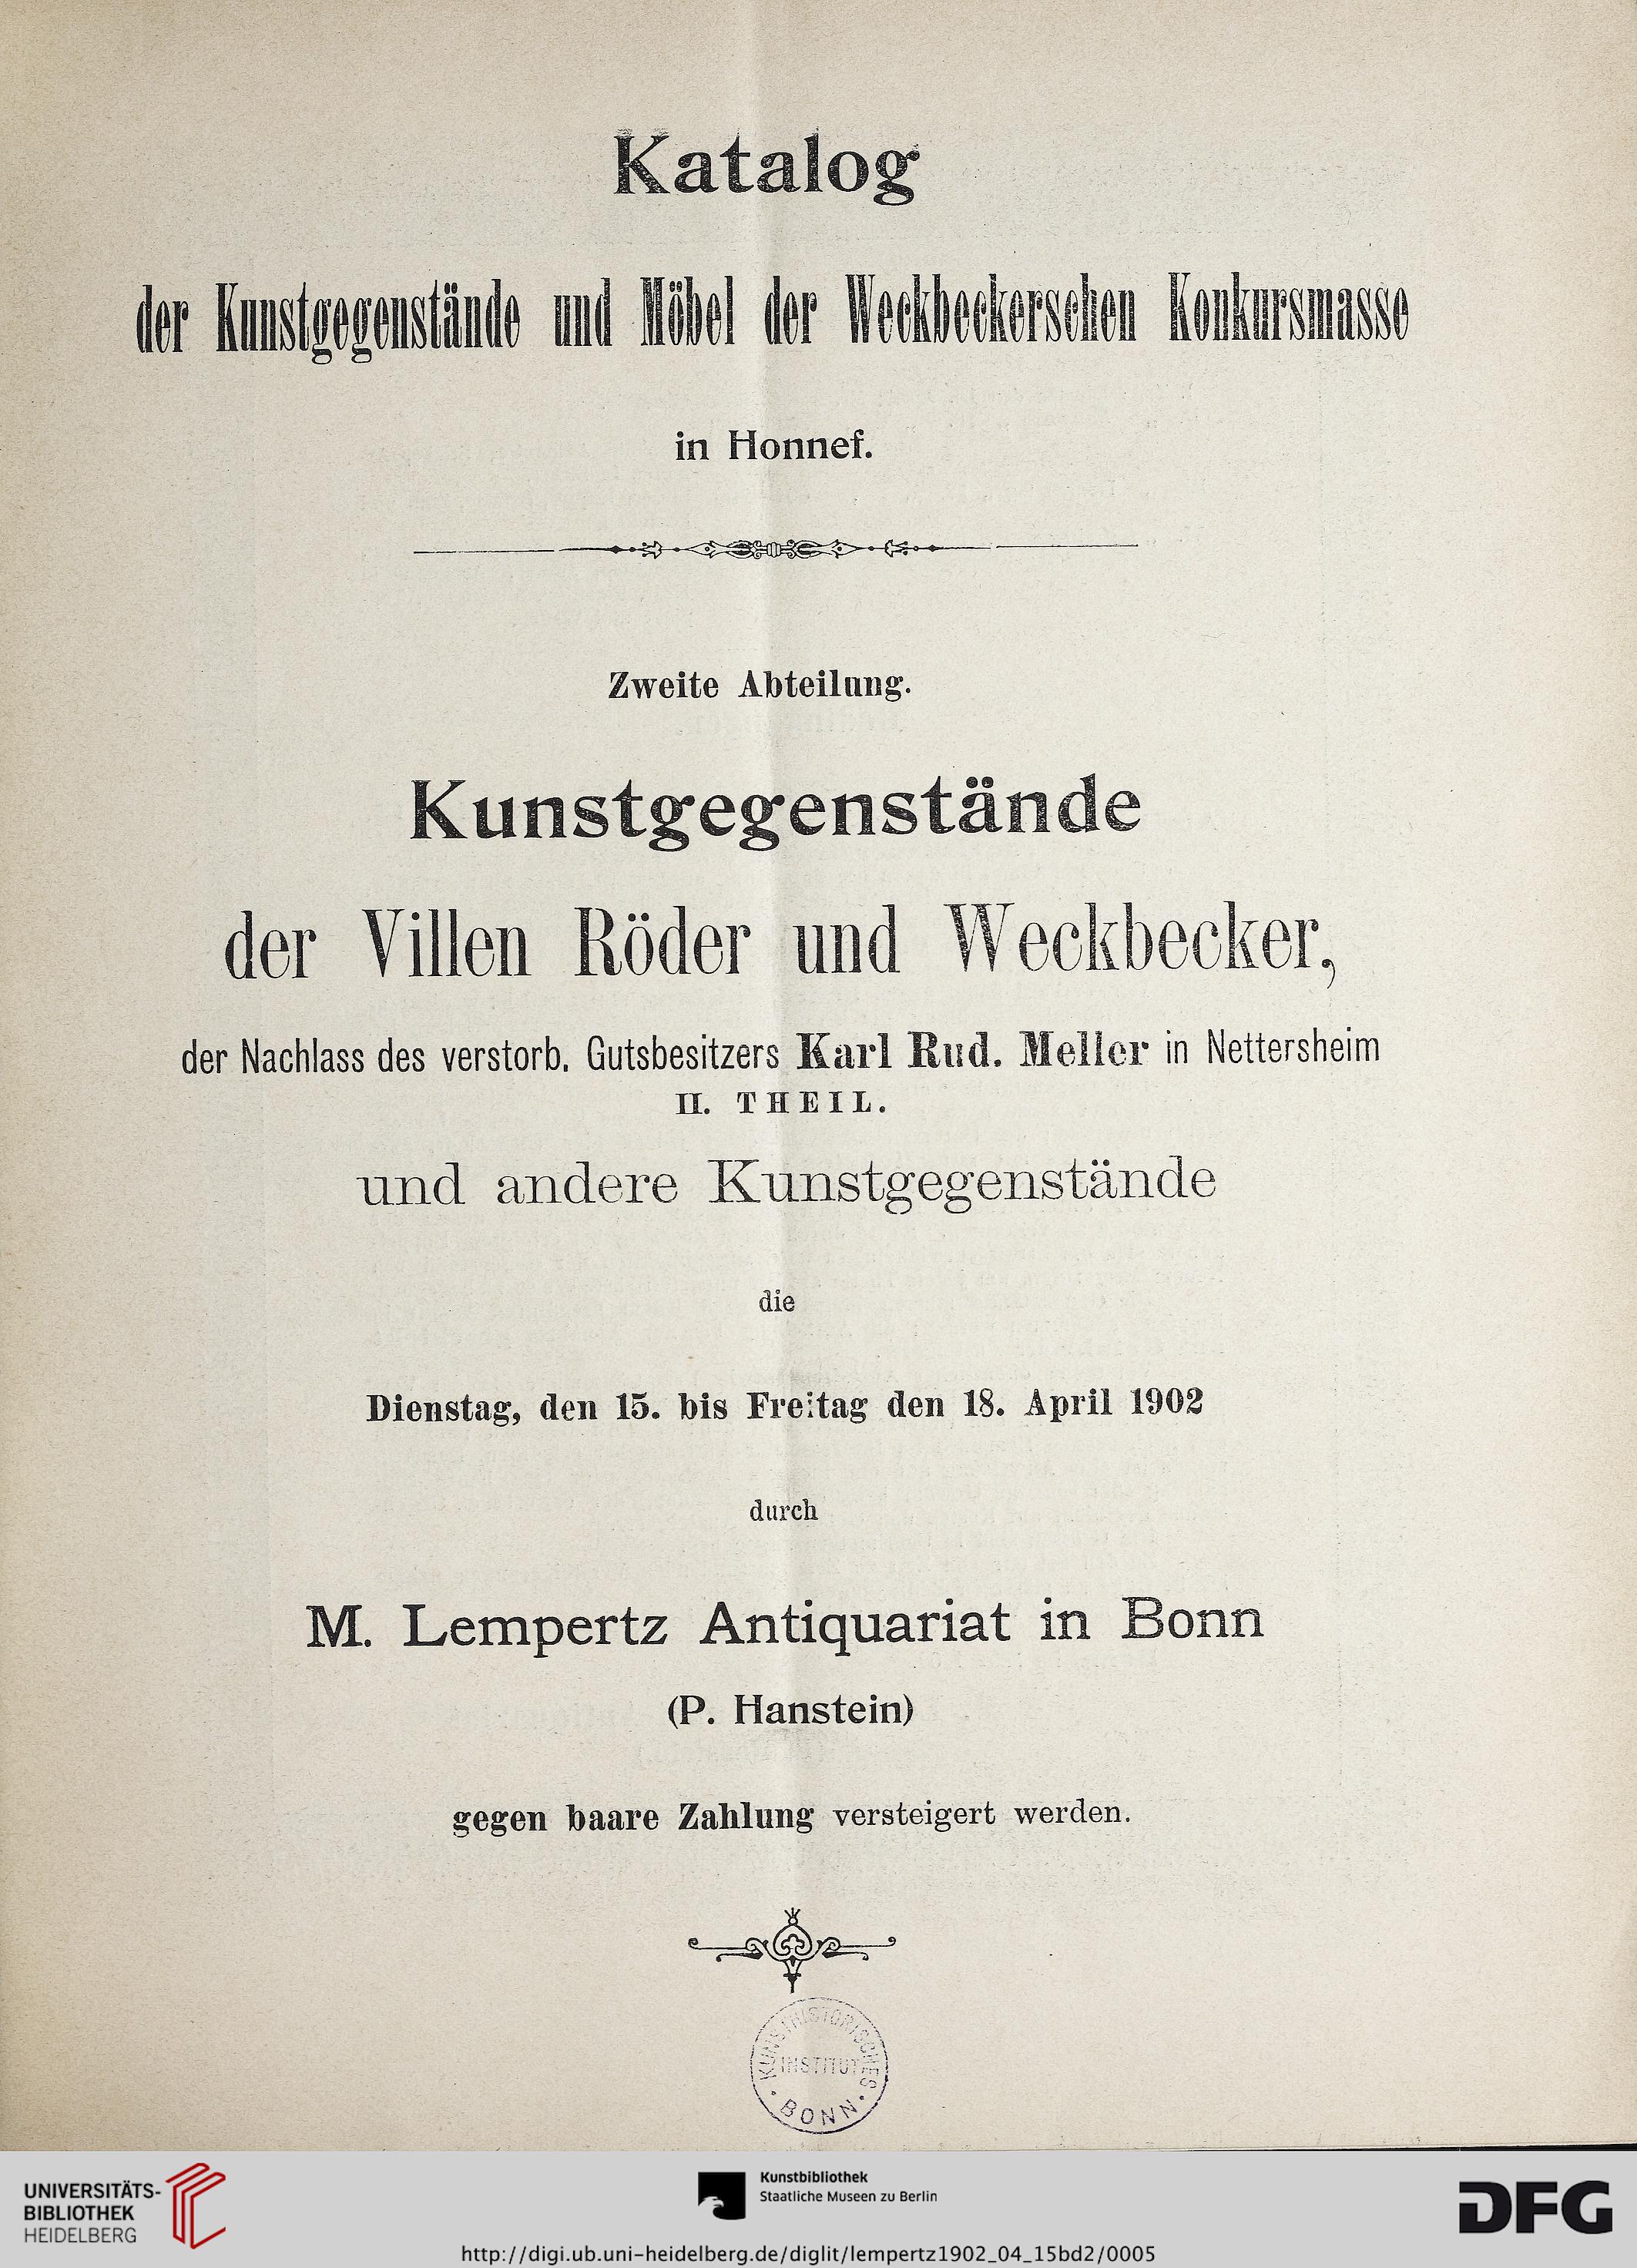 Katalog
der Kunstgegenstände und Möbel der Weckbeckerschen Konkursmasse
in Honnef.
Zweite Abteilung.
Kunstgegenstände
der Villen Röder und Weckbecker,
der Nachlass des verstorb. Gutsbesitzers Karl Rud. Meller in Nettersheim
II. THEIL.
und andere Kunstgegenstände
die
Dienstag, den 15. bis Freitag den 18. April 1902
durch
M. Lempertz Antiquariat in Bonn
(P. Hanstein)
gegen baare Zahlung versteigert werden.
KUNSTHISTORISCHES
INSTITUT
BONN
UNIVERSITÄTS-
BIBLIOTHEK
HEIDELBERG
Kunstbibliothek
Staatliche Museen zu Berlin
DFG
http://digi.ub.uni-heidelberg.de/diglit/lempertz1902_04_15bd2/0005